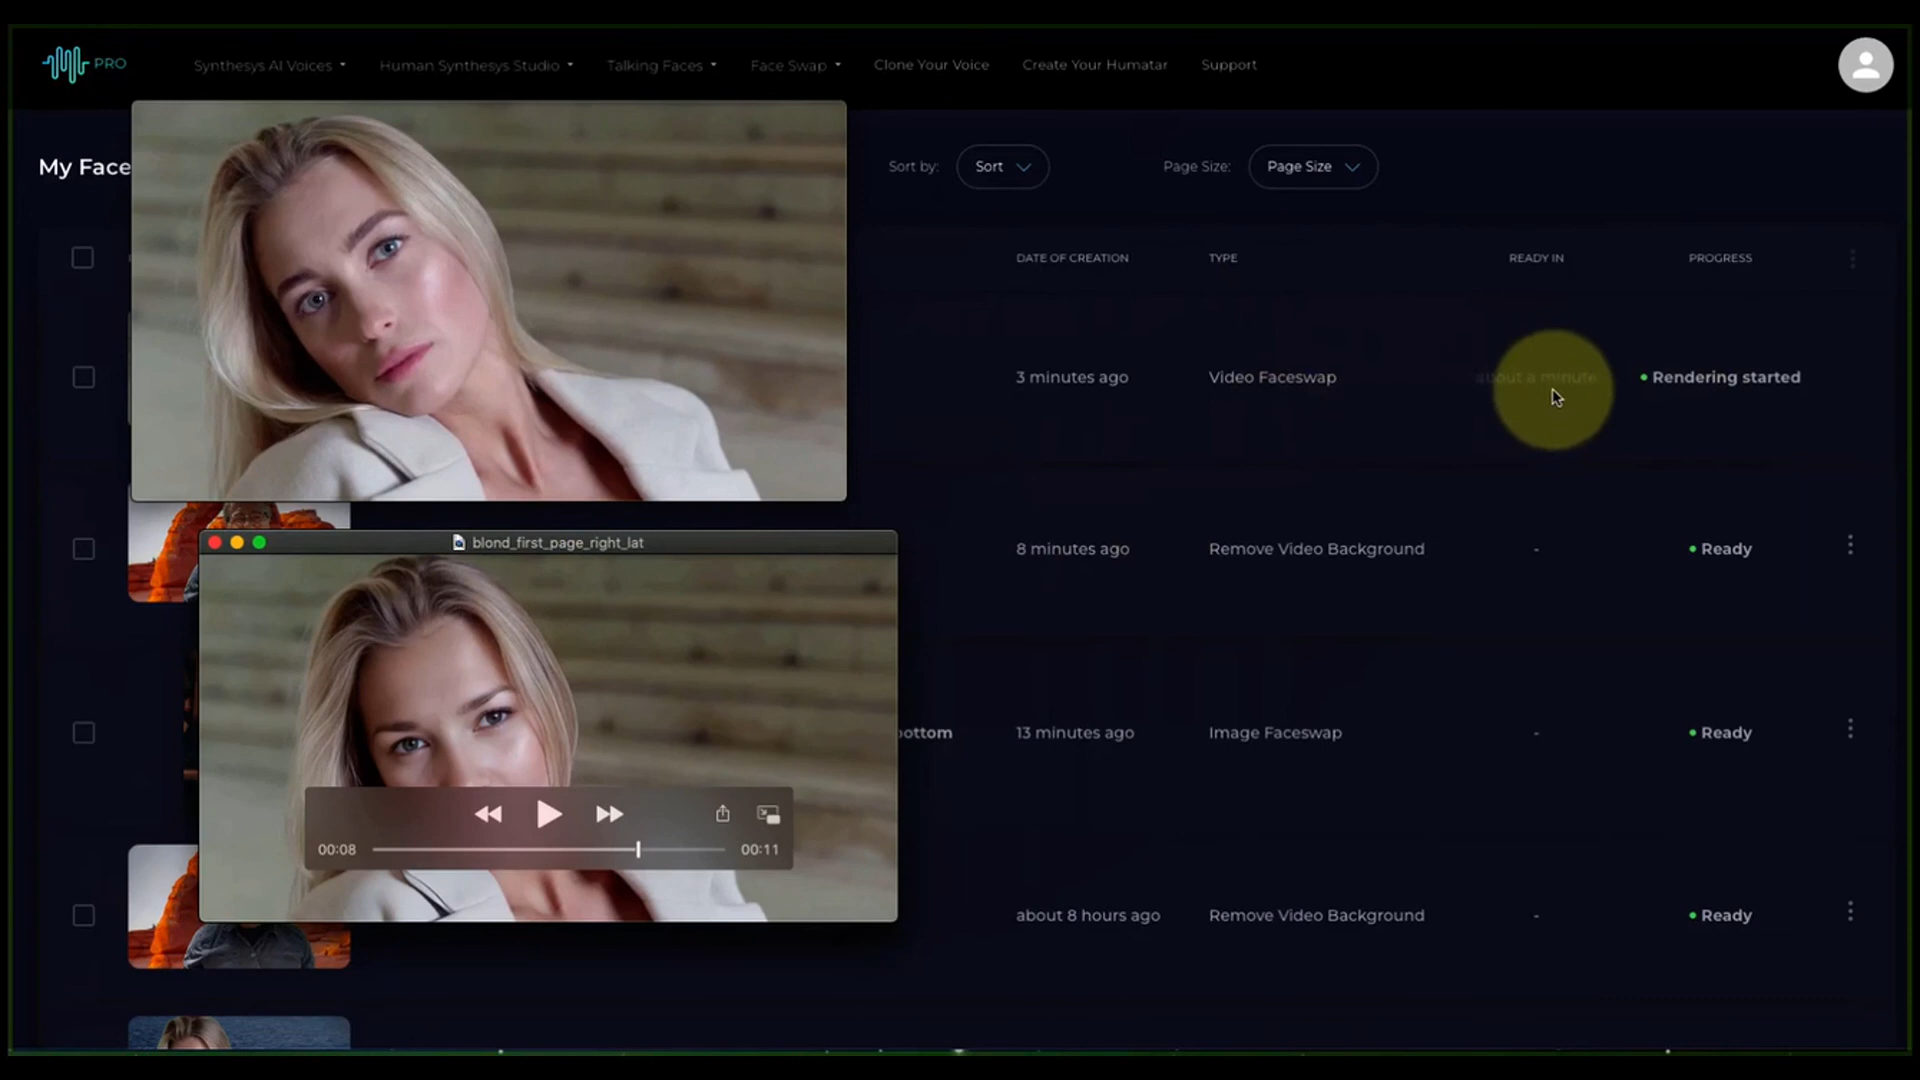 PRO
Synthesys AI Voices
Human Synthesys Studio
Talking Faces
Face Swap
Clone Your Voice
Create Your Humatar
Support
My Face
Sort by:
Sort
Page Size:
Page Size
DATE OF CREATION
TYPE
READY IN
PROGRESS
3 minutes ago
Video Faceswap
about a minute
Rendering started
8 minutes ago
Remove Video Background
-
Ready
blond_first_page_right_lat
bottom
13 minutes ago
Image Faceswap
-
Ready
00:08
00:11
about 8 hours ago
Remove Video Background
-
Ready